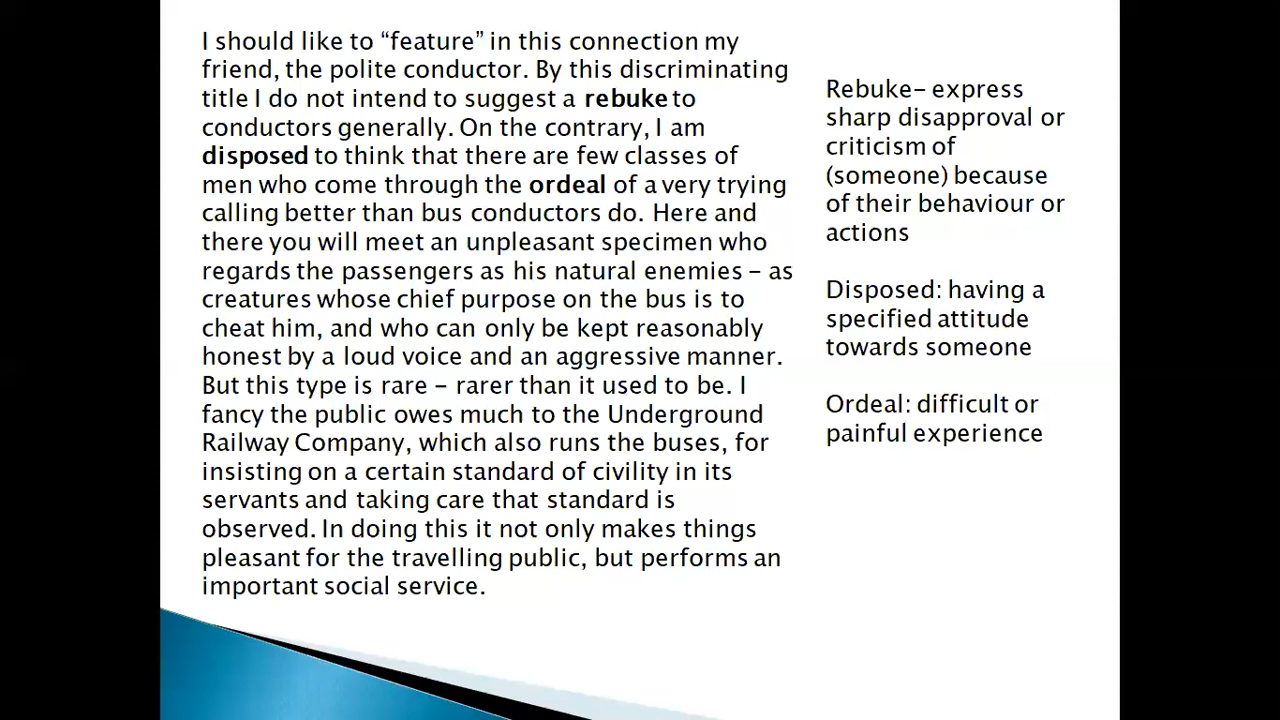 I should like to “feature” in this connection my
friend, the polite conductor. By this discriminating
title I do not intend to suggest a rebuke to
conductors generally. On the contrary, I am
disposed to think that there are few classes of
men who come through the ordeal of a very trying
calling better than bus conductors do. Here and
there you will meet an unpleasant specimen who
regards the passengers as his natural enemies – as
creatures whose chief purpose on the bus is to
cheat him, and who can only be kept reasonably
honest by a loud voice and an aggressive manner.
But this type is rare – rarer than it used to be. I
fancy the public owes much to the Underground
Railway Company, which also runs the buses, for
insisting on a certain standard of civility in its
servants and taking care that standard is
observed. In doing this it not only makes things
pleasant for the travelling public, but performs an
important social service.
Rebuke– express
sharp disapproval or
criticism of
(someone) because
of their behaviour or
actions
Disposed: having a
specified attitude
towards someone
Ordeal: difficult or
painful experience